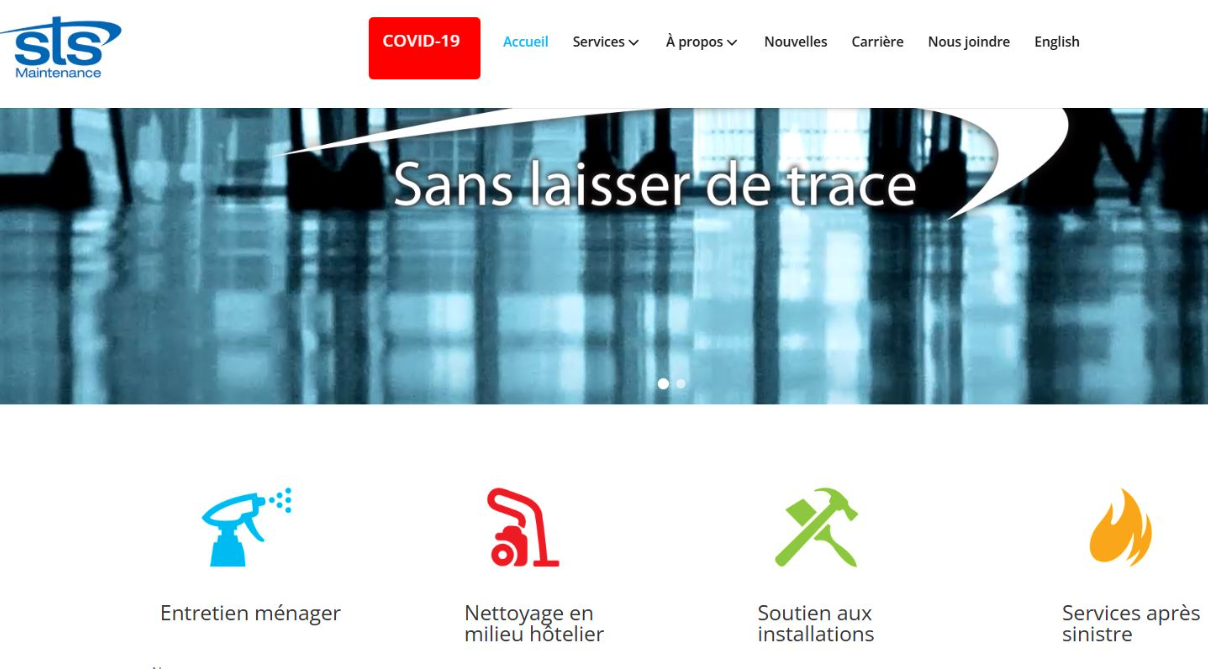 sts
Maintenance
COVID-19
Accueil
Services
À propos
Nouvelles
Carrière
Nous joindre
English
Sans laisser de trace
Entretien ménager
Nettoyage en
milieu hôtelier
Soutien aux
installations
Services après
sinistre